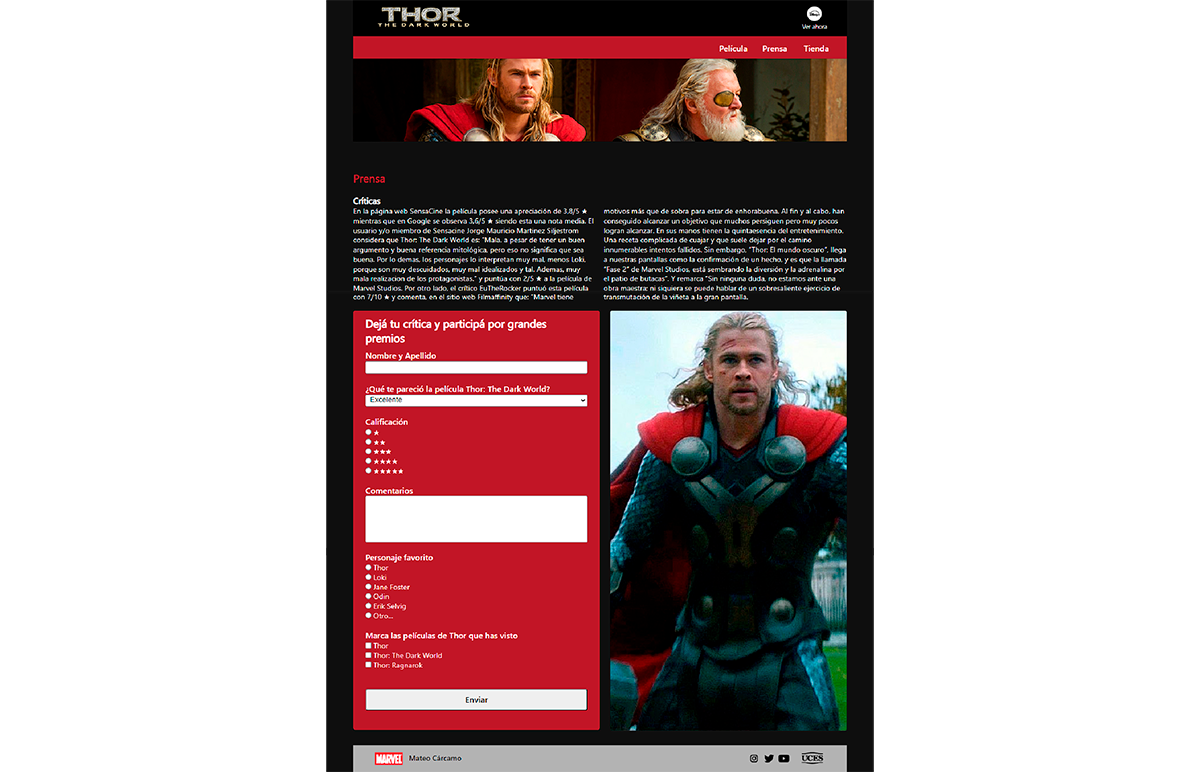 THOR
THE DARK WORLD
Ver ahora
Película Prensa Tienda
Prensa
Críticas
En la página web SensaCine la película posee una apreciación de 3,8/5 ★
mientras que en Google se observa 3,6/5 ★ siendo esta una nota media. El
usuario y/o miembro de Sensacine Jorge Mauricio Martinez Siljestrom
considera que Thor: The Dark World es: "Mala, a pesar de tener un buen
argumento y buena referencia mitológica, pero eso no significa que sea
buena. Por lo demas, los personajes lo interpretan muy mal, menos Loki,
porque son muy descuidados, muy mal idealizados y tal. Ademas, muy
mala realizacion de los protagonistas." y puntúa con 2/5 ★ a la película de
Marvel Studios. Por otro lado, el crítico EuTheRocker puntuó esta película
con 7/10 ★ y comenta, en el sitio web Filmaffinity que: "Marvel tiene
motivos más que de sobra para estar de enhorabuena. Al fin y al cabo, han
conseguido alcanzar un objetivo que muchos persiguen pero muy pocos
logran alcanzar. En sus manos tienen la quintaesencia del entretenimiento.
Una receta complicada de cuajar y que suele dejar por el camino
innumerables intentos fallidos. Sin embargo, "Thor: El mundo oscuro", llega
a nuestras pantallas como la confirmación de un hecho, y es que la llamada
"Fase 2" de Marvel Studios, está sembrando la diversión y la adrenalina por
el patio de butacas". Y remarca "Sin ninguna duda, no estamos ante una
obra maestra; ni siquiera se puede hablar de un sobresaliente ejercicio de
transmutación de la viñeta a la gran pantalla.
Dejá tu crítica y participá por grandes
premios
Nombre y Apellido
¿Qué te pareció la película Thor: The Dark World?
Excelente
Calificación
★
★★
★★★
★★★★
★★★★★
Comentarios
Personaje favorito
Thor
Loki
Jane Foster
Odin
Erik Selvig
Otro...
Marca las películas de Thor que has visto
Thor
Thor: The Dark World
Thor: Ragnarok
Enviar
MARVEL Mateo Cárcamo
UCES